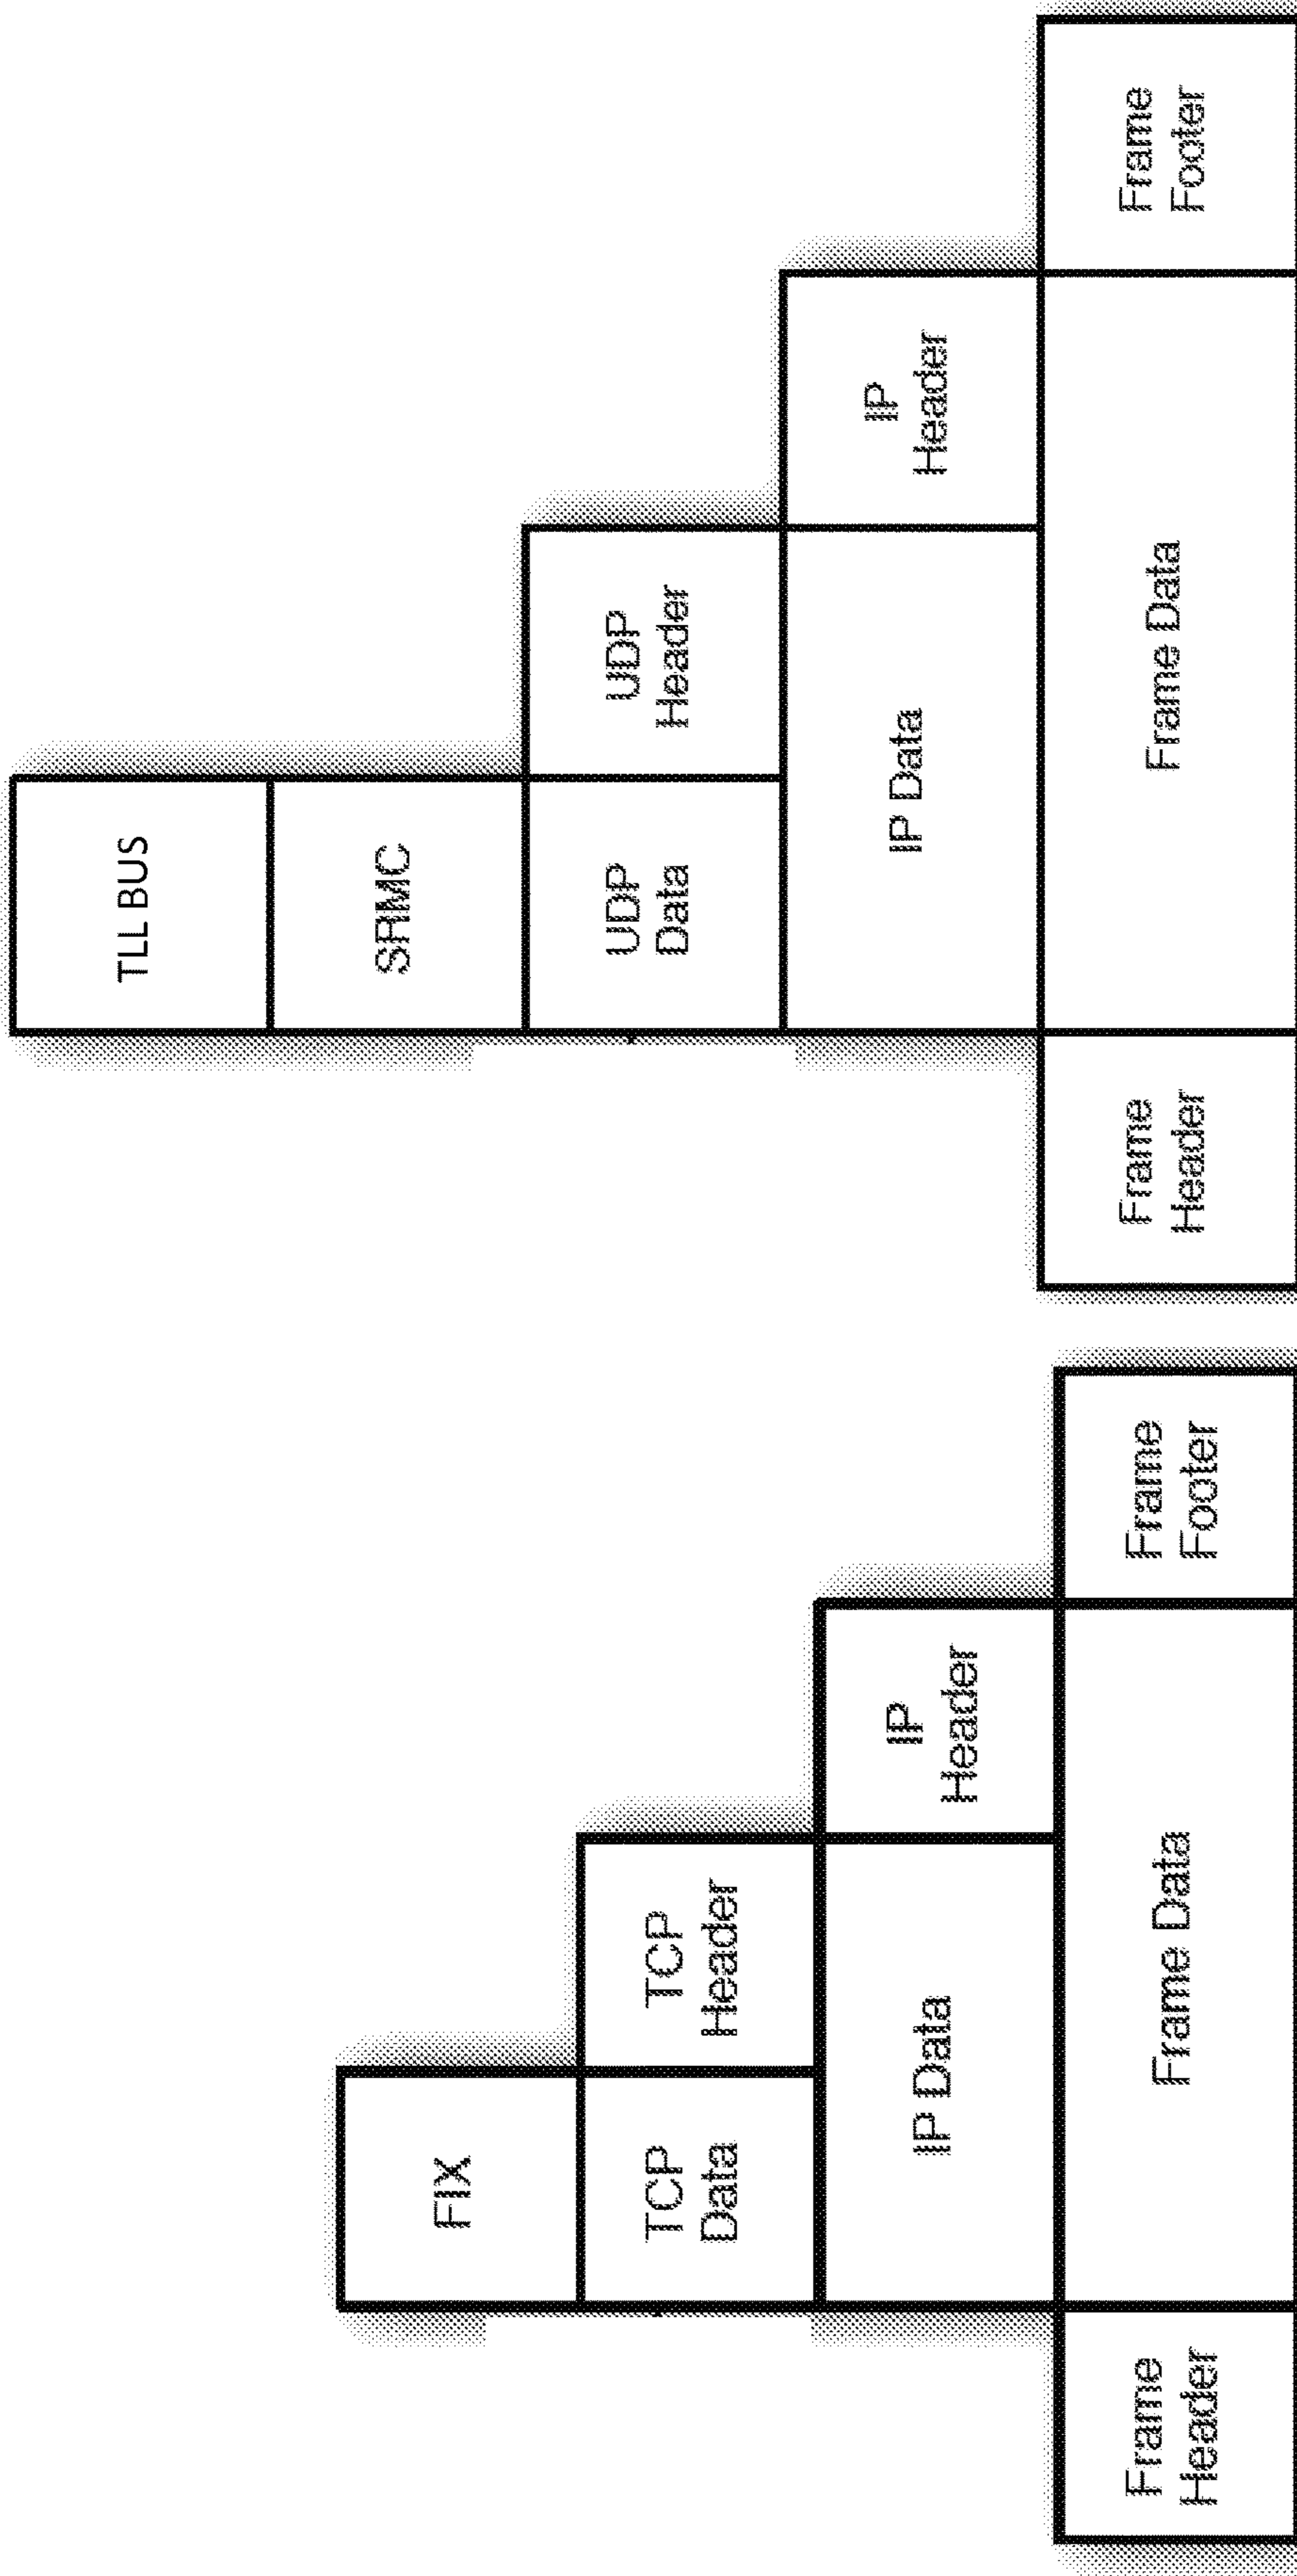 FIX
TCP
Data
TCP
Header
IP Data
IP
Header
Frame
Header
Frame Data
Frame
Footer
TLL BUS
SRMC
UDP
Data
UDP
Header
IP Data
IP
Header
Frame
Header
Frame Data
Frame
Footer